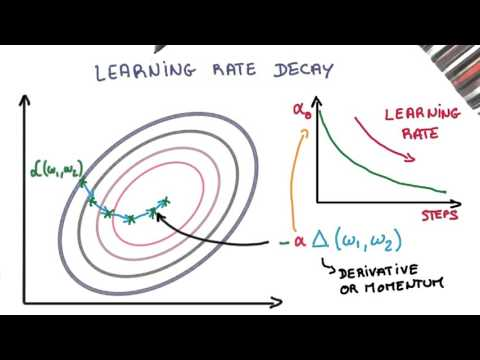 LEARNING RATE DECAY
ℒ(ω₁,ω₂)
α₀
LEARNING
RATE
STEPS
- α Δ (ω₁,ω₂)
DERIVATIVE
OR MOMENTUM